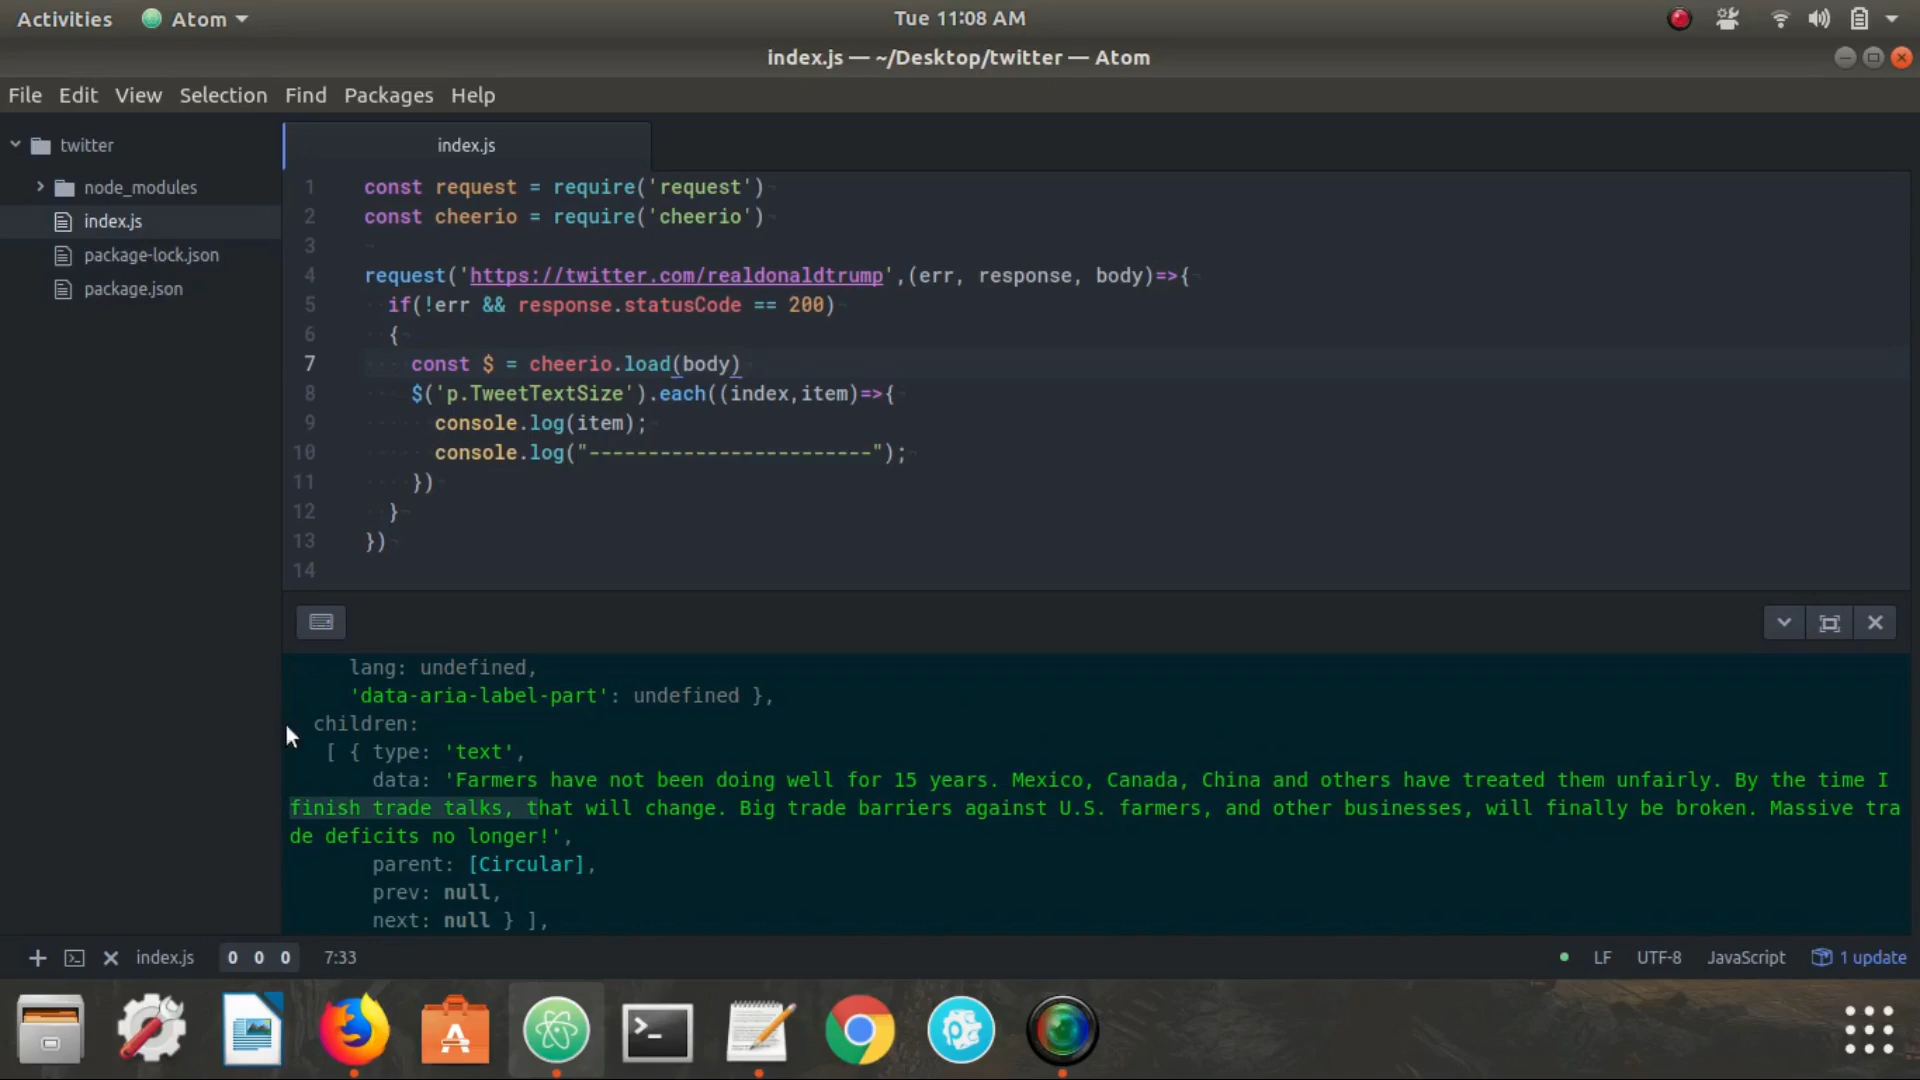 Activities Atom Tue 11:08 AM
index.js — ~/Desktop/twitter — Atom
File Edit View Selection Find Packages Help
twitter
node_modules
index.js
package-lock.json
package.json
index.js
1 const request = require('request')
2 const cheerio = require('cheerio')
3
4 request('https://twitter.com/realdonaldtrump',(err, response, body)=>{
5 if(!err && response.statusCode == 200)
6 {
7 const $ = cheerio.load(body)
8 $('p.TweetTextSize').each((index,item)=>{
9 console.log(item);
10 console.log("------------------------");
11 })
12 }
13 })
14
lang: undefined,
'data-aria-label-part': undefined },
children:
[ { type: 'text',
data: 'Farmers have not been doing well for 15 years. Mexico, Canada, China and others have treated them unfairly. By the time I
finish trade talks, that will change. Big trade barriers against U.S. farmers, and other businesses, will finally be broken. Massive tra
de deficits no longer!',
parent: [Circular],
prev: null,
next: null } ],
index.js 0 0 0 7:33 LF UTF-8 JavaScript 1 update